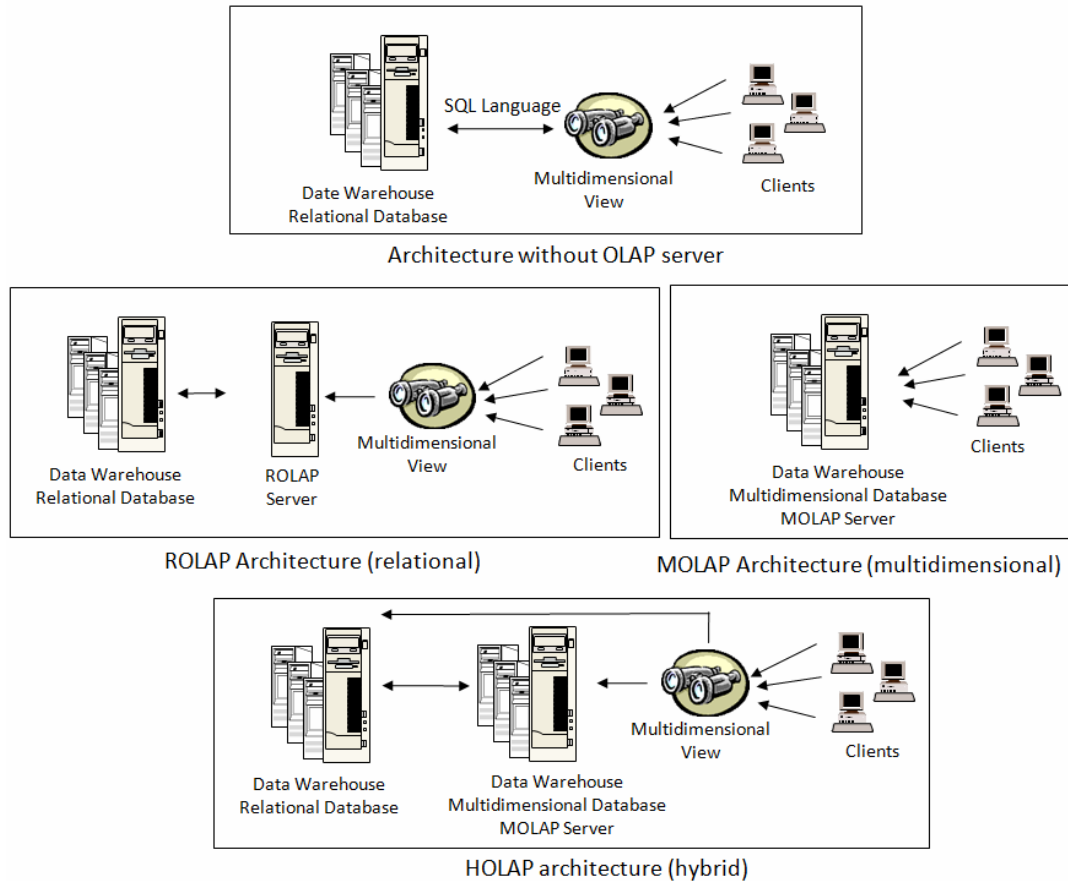 SQL Language
Date Warehouse
Relational Database
Multidimensional
View
Clients
Architecture without OLAP server
Data Warehouse
Relational Database
ROLAP
Server
Multidimensional
View
Clients
ROLAP Architecture (relational)
Data Warehouse
Multidimensional Database
MOLAP Server
Clients
MOLAP Architecture (multidimensional)
Data Warehouse
Relational Database
Data Warehouse
Multidimensional Database
MOLAP Server
Multidimensional
View
Clients
HOLAP architecture (hybrid)